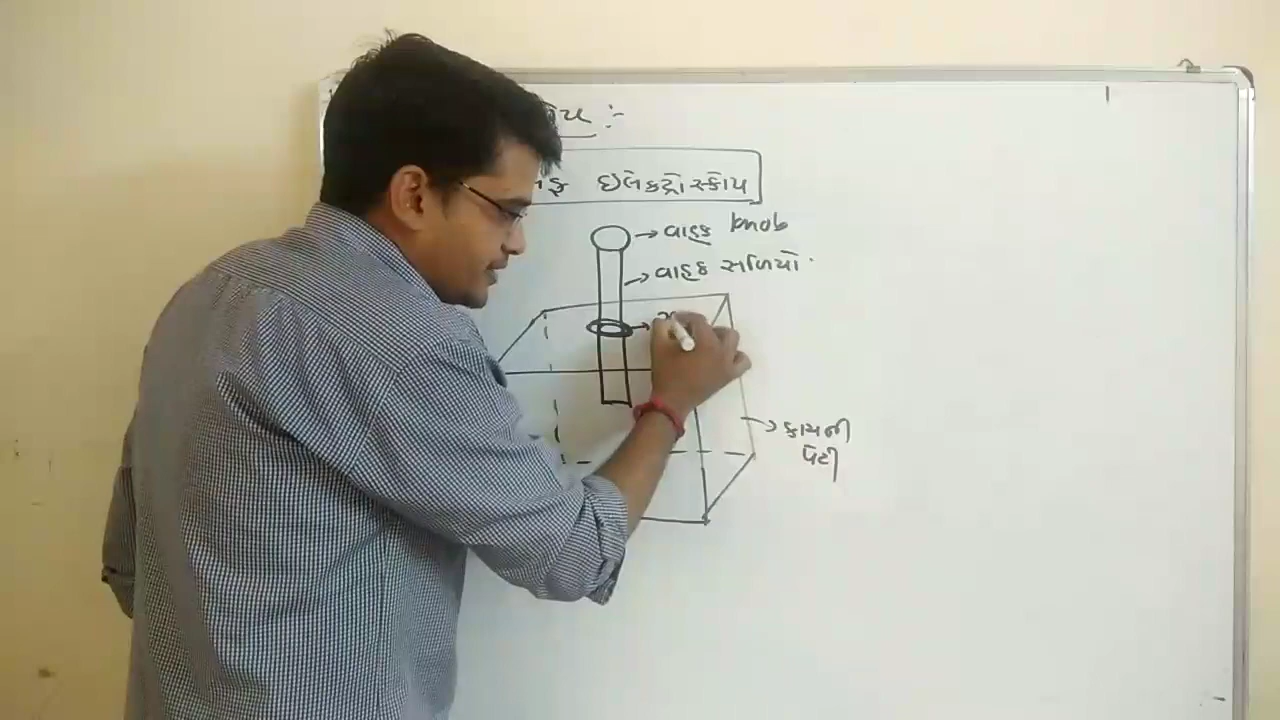 ઇલેક્ટ્રોસ્કોપ
વાહક knob
વાહક સળિયો
કાચની
પેટી